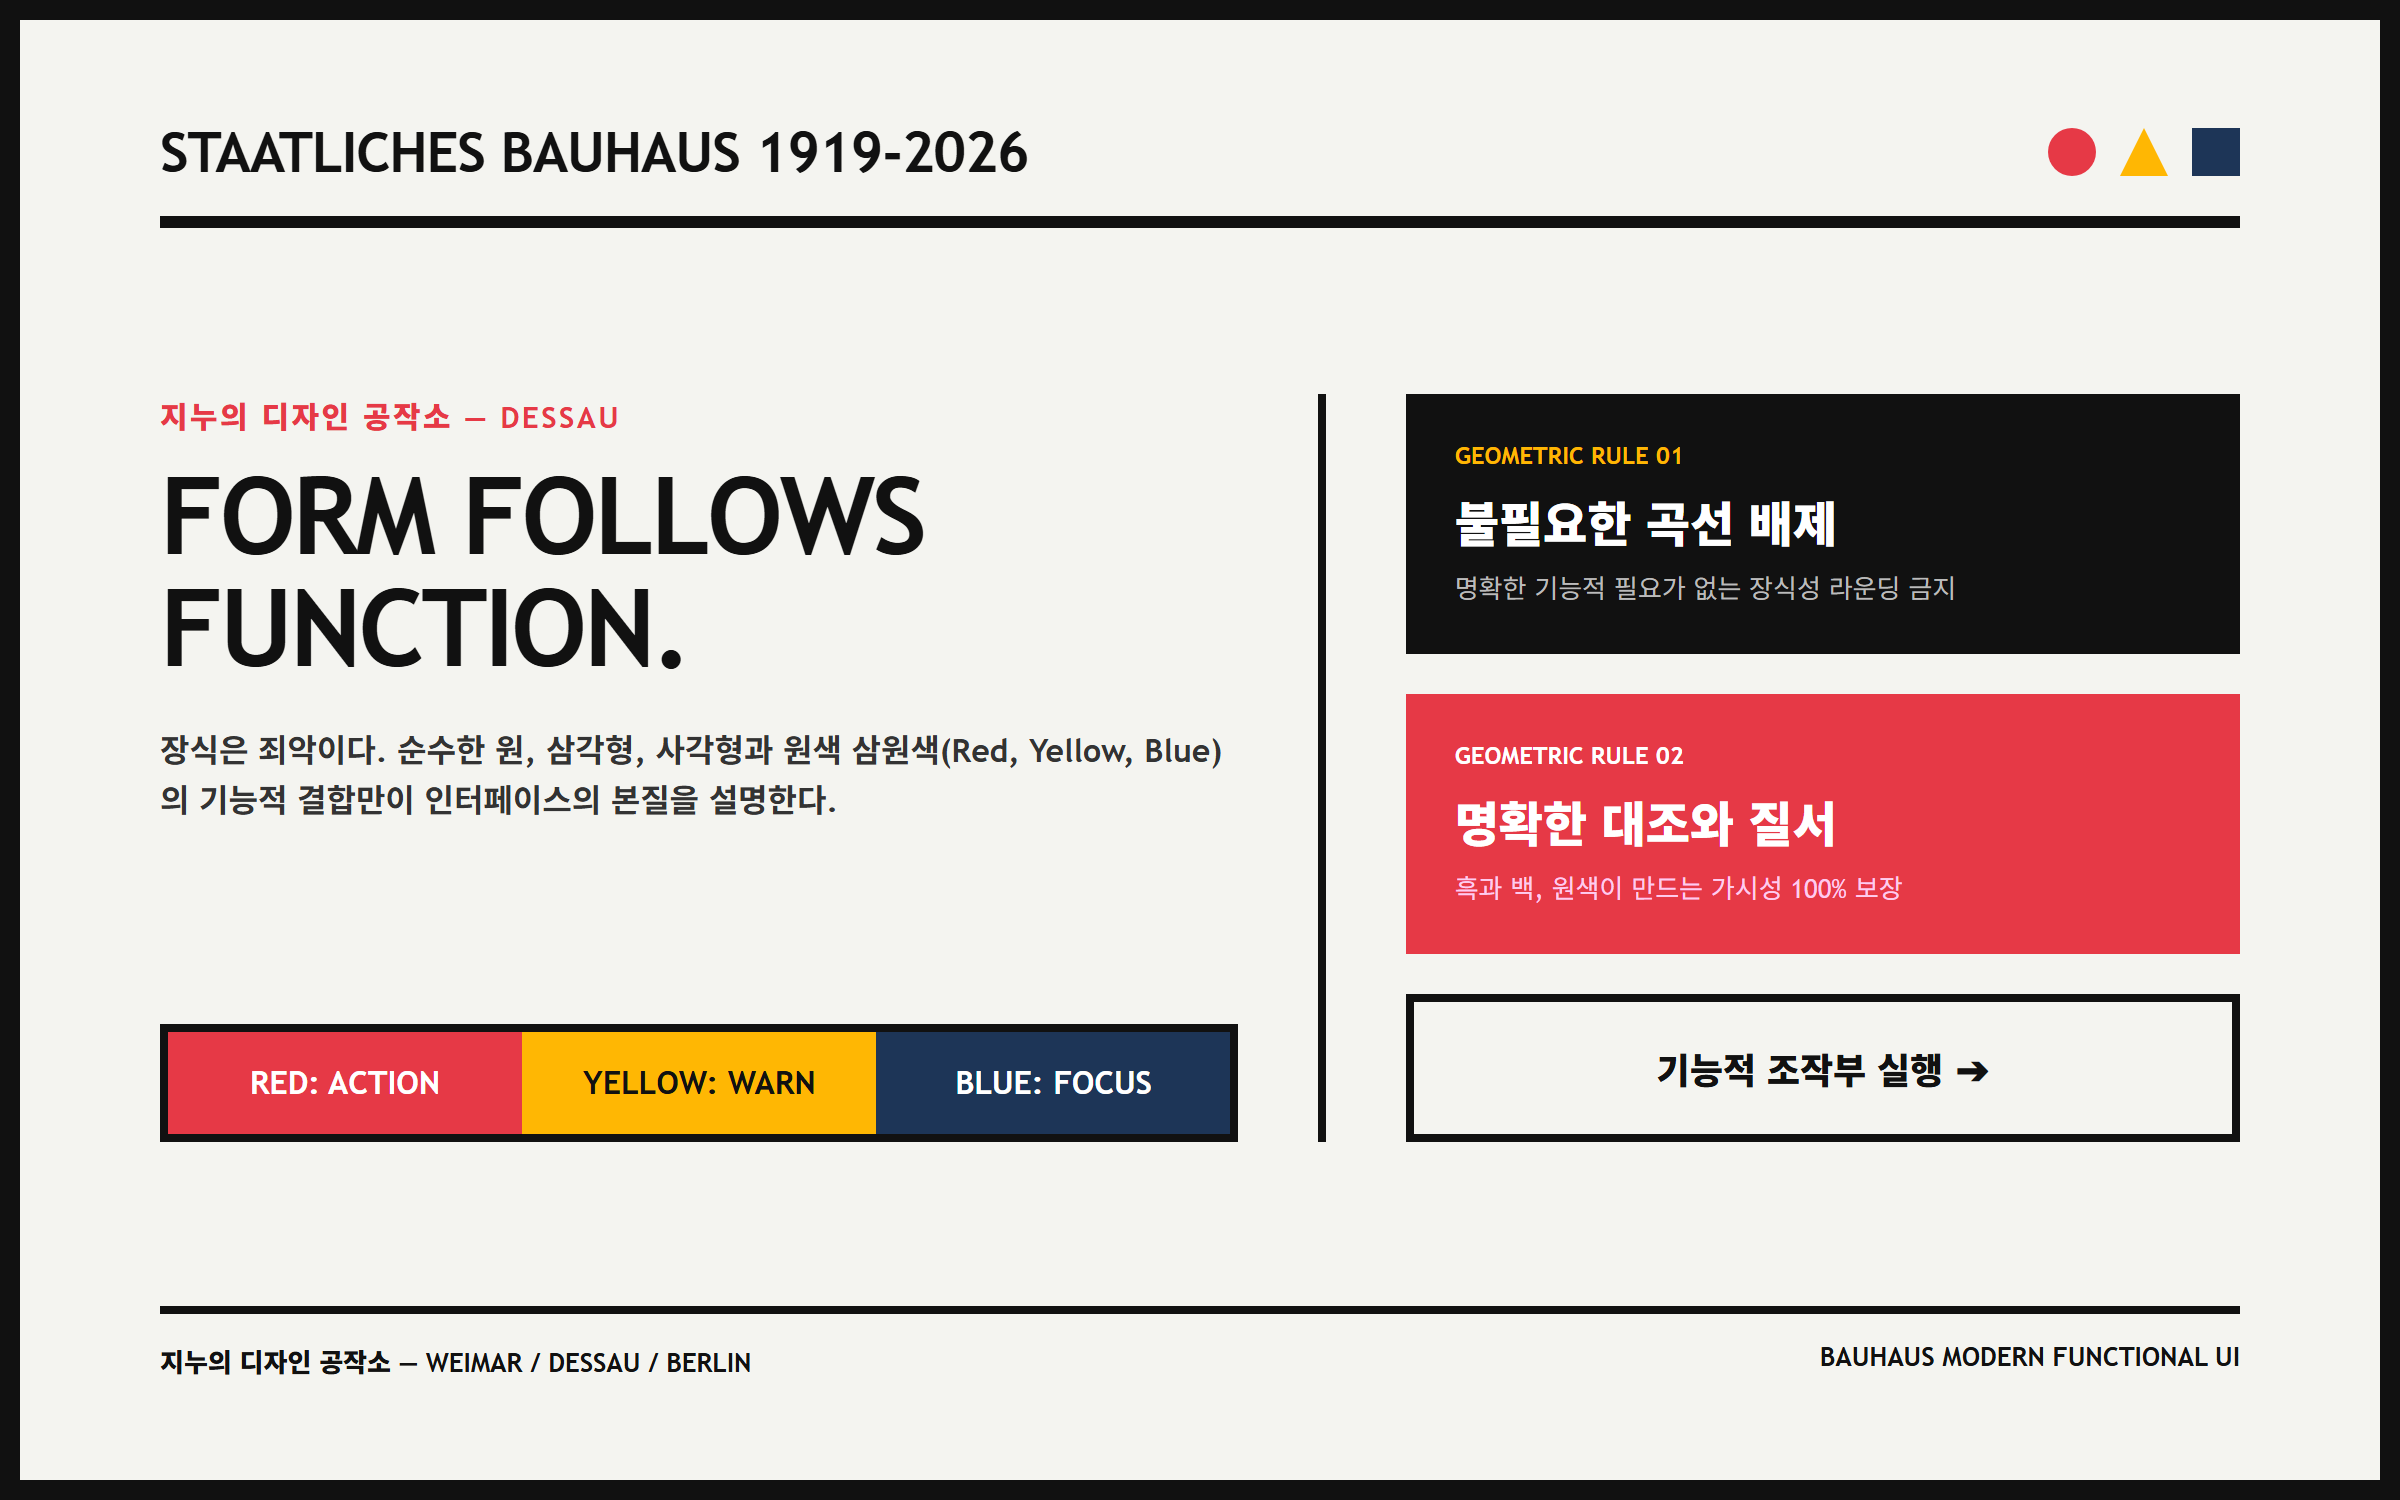 STAATLICHES BAUHAUS 1919-2026
지누의 디자인 공작소 — DESSAU
FORM FOLLOWS
FUNCTION.
장식은 죄악이다. 순수한 원, 삼각형, 사각형과 원색 삼원색(Red, Yellow, Blue)
의 기능적 결합만이 인터페이스의 본질을 설명한다.
RED: ACTION
YELLOW: WARN
BLUE: FOCUS
GEOMETRIC RULE 01
불필요한 곡선 배제
명확한 기능적 필요가 없는 장식성 라운딩 금지
GEOMETRIC RULE 02
명확한 대조와 질서
흑과 백, 원색이 만드는 가시성 100% 보장
기능적 조작부 실행 ➔
지누의 디자인 공작소 — WEIMAR / DESSAU / BERLIN
BAUHAUS MODERN FUNCTIONAL UI